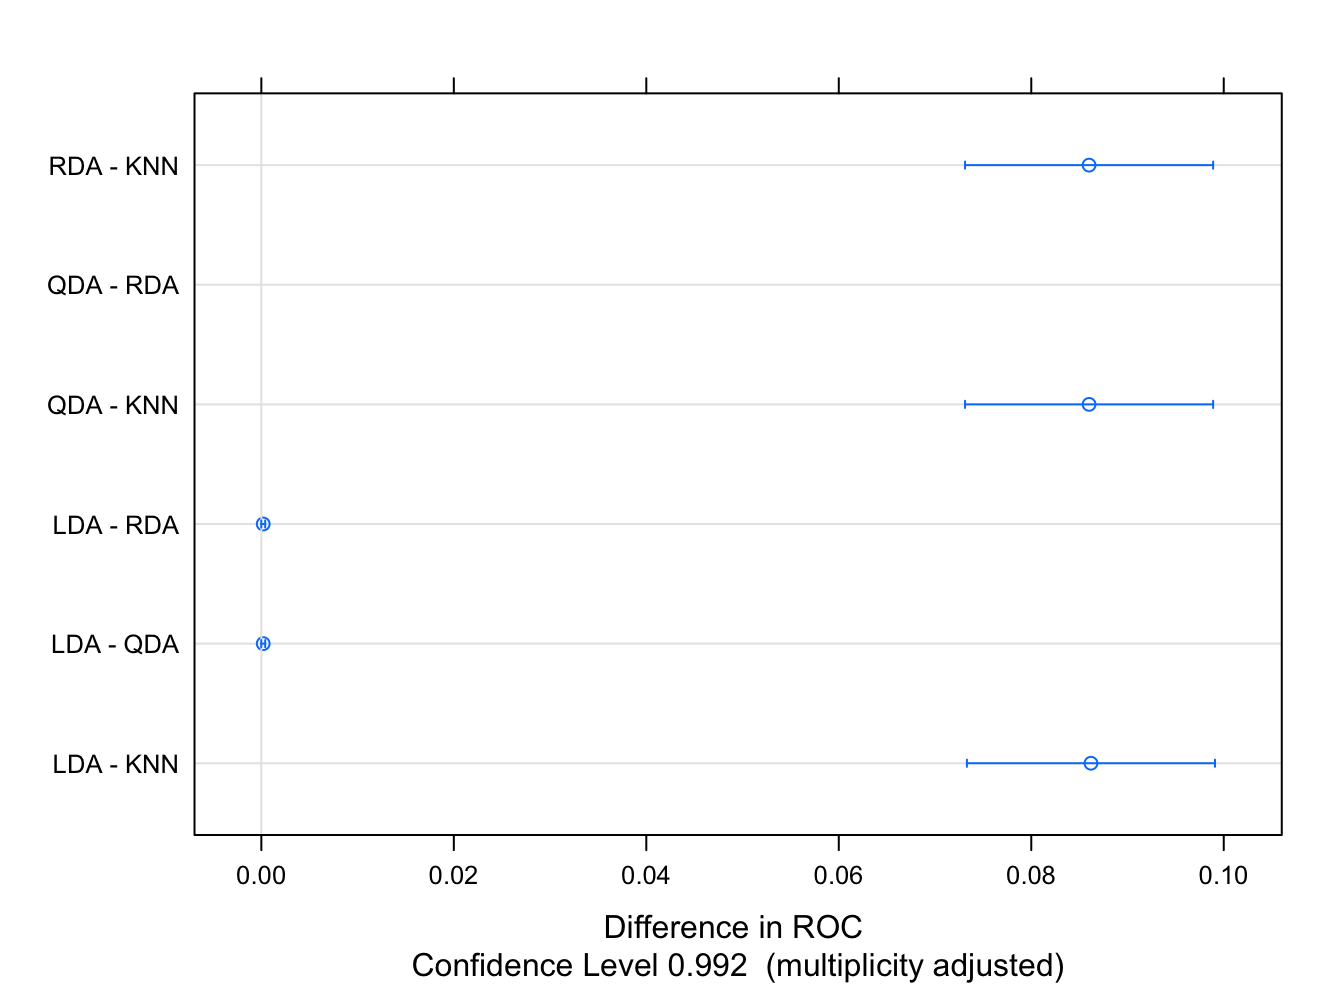 RDA - KNN
QDA - RDA
QDA - KNN
LDA - RDA
LDA - QDA
LDA - KNN
0.00 0.02 0.04 0.06 0.08 0.10
Difference in ROC
Confidence Level 0.992  (multiplicity adjusted)